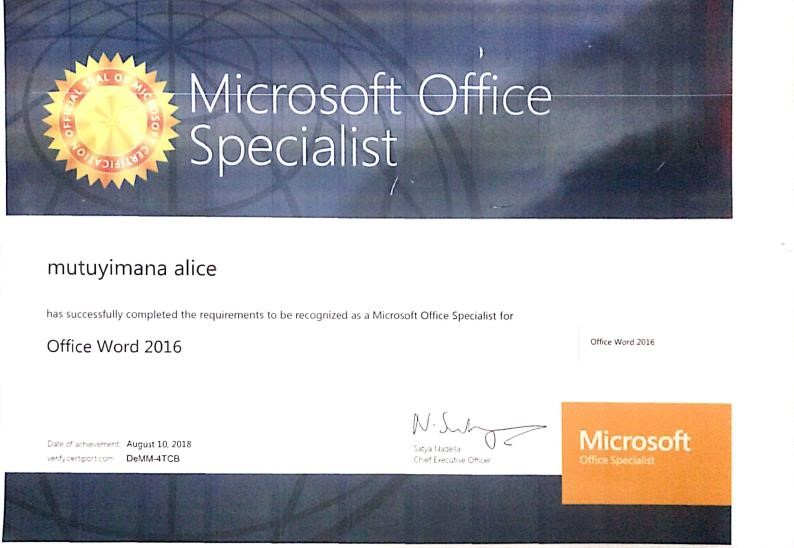 OFFICIAL SEAL OF MICROSOFT CERTIFICATION
Microsoft Office
Specialist
mutuyimana alice
has successfully completed the requirements to be recognized as a Microsoft Office Specialist for
Office Word 2016
Office Word 2016
Date of achievement: August 10, 2018
verify.certiport.com DeMM-4TCB
Satya Nadella
Chief Executive Officer
Microsoft
Office Specialist